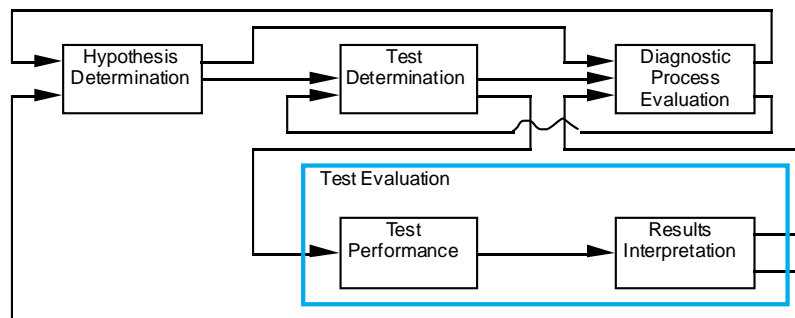 Hypothesis
Determination
Test
Determination
Diagnostic
Process
Evaluation
Test Evaluation
Test
Performance
Results
Interpretation